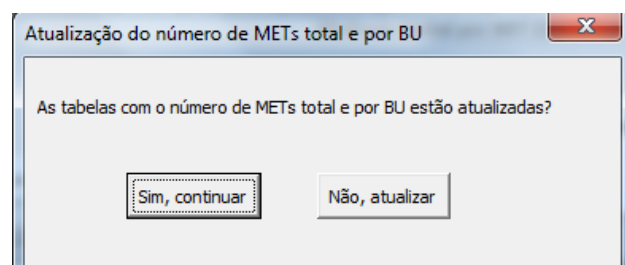 Atualização do número de METs total e por BU
As tabelas com o número de METs total e por BU estão atualizadas?
Sim, continuar
Não, atualizar